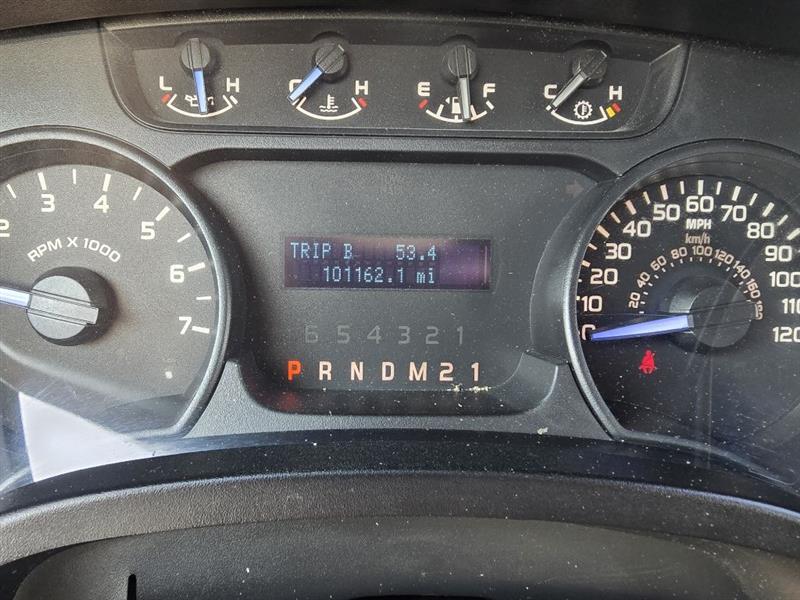 L H
C H
E F
C H
2 3 4 5 6 7
RPM X 1000
TRIP B 53.4
101162.1 mi
6 5 4 3 2 1
P R N D M 2 1
0 10 20 30 40 50 60 70 80 90 100 110 120
MPH
km/h
20 40 60 80 100 120 140 160